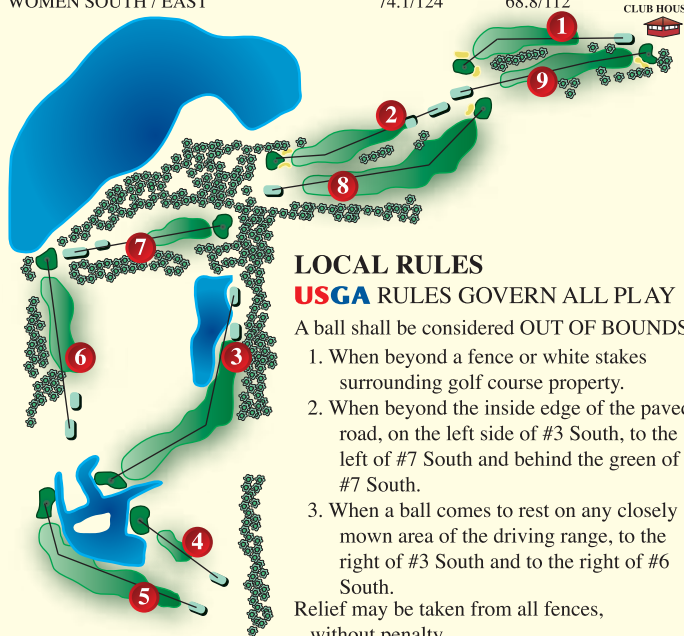 WOMEN SOUTH / EAST 74.1/124 68.8/112
CLUB HOUS
1
9
2
8
7
6
3
4
5
LOCAL RULES
USGA RULES GOVERN ALL PLAY
A ball shall be considered OUT OF BOUNDS
1. When beyond a fence or white stakes
surrounding golf course property.
2. When beyond the inside edge of the paved
road, on the left side of #3 South, to the
left of #7 South and behind the green of
#7 South.
3. When a ball comes to rest on any closely
mown area of the driving range, to the
right of #3 South and to the right of #6
South.
Relief may be taken from all fences,
without penalty